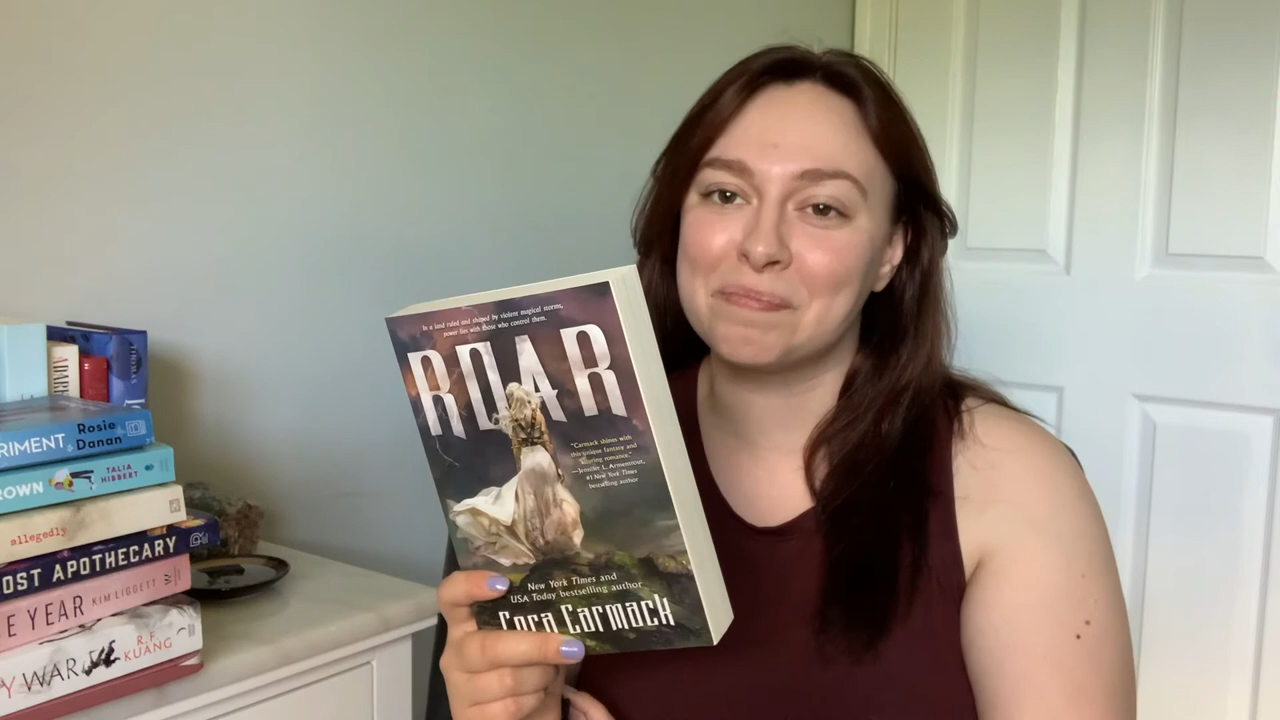 In a land ruled and shaped by violent magical storms,
power lies with those who control them.
ROAR
"Carmack shines with
this unique fantasy and
alluring romance."
—Jennifer L. Armentrout,
#1 New York Times
bestselling author
New York Times and
USA Today bestselling author
Cora Carmack
THOMAS
RIMENT
Rosie
Danan
ROWN
TALIA
HIBBERT
allegedly
OST APOTHECARY
E YEAR KIM LIGGETT
Y WAR
R.F.
KUANG